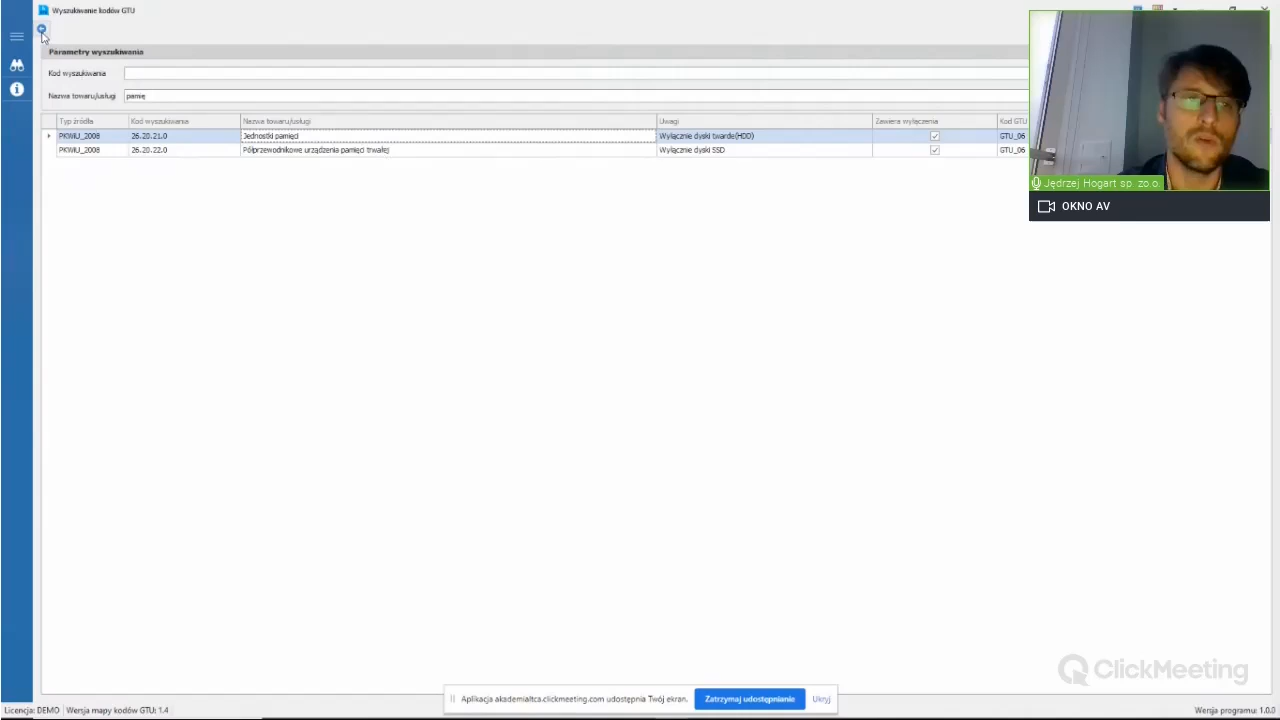 Wyszukiwanie kodów GTU
Parametry wyszukiwania
Kod wyszukiwania
Nazwa towaru/usługi pamię
Typ źródła Kod wyszukiwania Nazwa towaru/usługi Uwagi Zawiera wyłączenia Kod GTU
PKWiU_2008 26.20.21.0 Jednostki pamięci Wyłącznie dyski twarde(HDD) GTU_06
PKWiU_2008 26.20.22.0 Półprzewodnikowe urządzenia pamięci trwałej Wyłącznie dyski SSD GTU_06
Jędrzej Hogart sp. zo.o.
OKNO AV
ClickMeeting
Aplikacja akademialtca.clickmeeting.com udostępnia Twój ekran. Zatrzymaj udostępnianie Ukryj
Licencja: DEMO Wersja mapy kodów GTU: 1.4 Wersja programu: 1.0.0